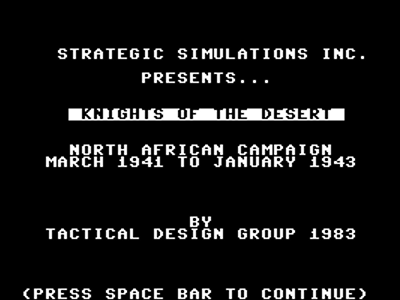 STRATEGIC SIMULATIONS INC.
PRESENTS...
KNIGHTS OF THE DESERT
NORTH AFRICAN CAMPAIGN
MARCH 1941 TO JANUARY 1943
BY
TACTICAL DESIGN GROUP 1983
(PRESS SPACE BAR TO CONTINUE)